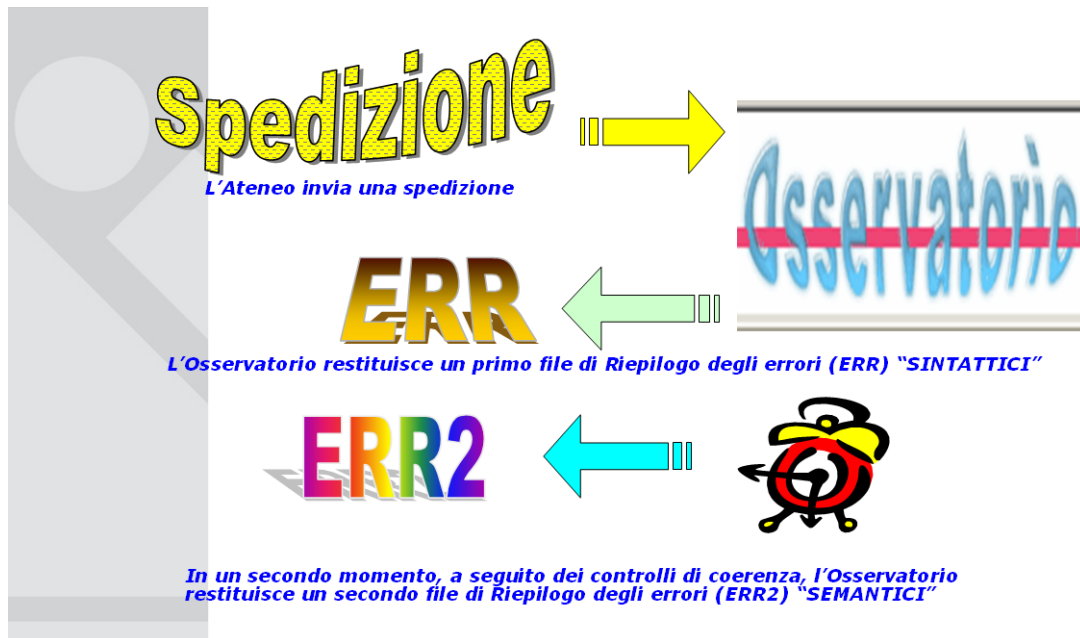 Spedizione
L'Ateneo invia una spedizione
Osservatorio
ERR
L'Osservatorio restituisce un primo file di Riepilogo degli errori (ERR) “SINTATTICI”
ERR2
In un secondo momento, a seguito dei controlli di coerenza, l'Osservatorio
restituisce un secondo file di Riepilogo degli errori (ERR2) “SEMANTICI”